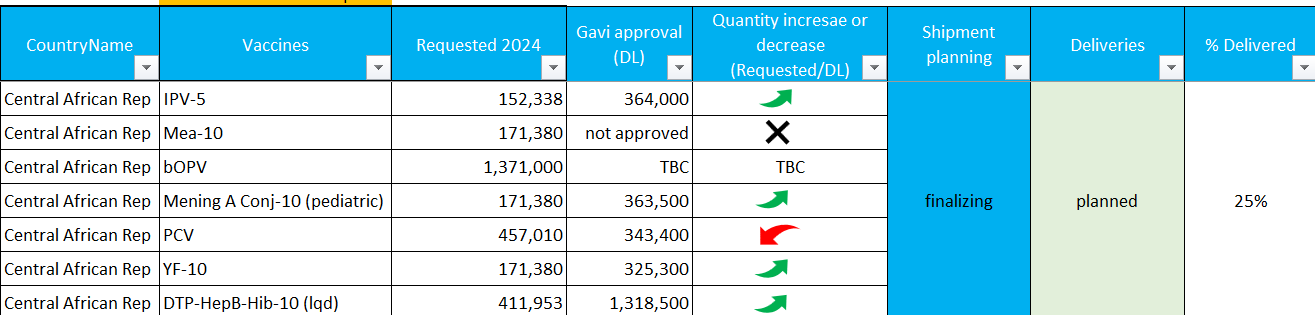 CountryName Vaccines Requested 2024 Gavi approval (DL) Quantity incresae or decrease (Requested/DL) Shipment planning Deliveries % Delivered
Central African Rep IPV-5 152,338 364,000
Central African Rep Mea-10 171,380 not approved
Central African Rep bOPV 1,371,000 TBC TBC
Central African Rep Mening A Conj-10 (pediatric) 171,380 363,500 finalizing planned 25%
Central African Rep PCV 457,010 343,400
Central African Rep YF-10 171,380 325,300
Central African Rep DTP-HepB-Hib-10 (lqd) 411,953 1,318,500